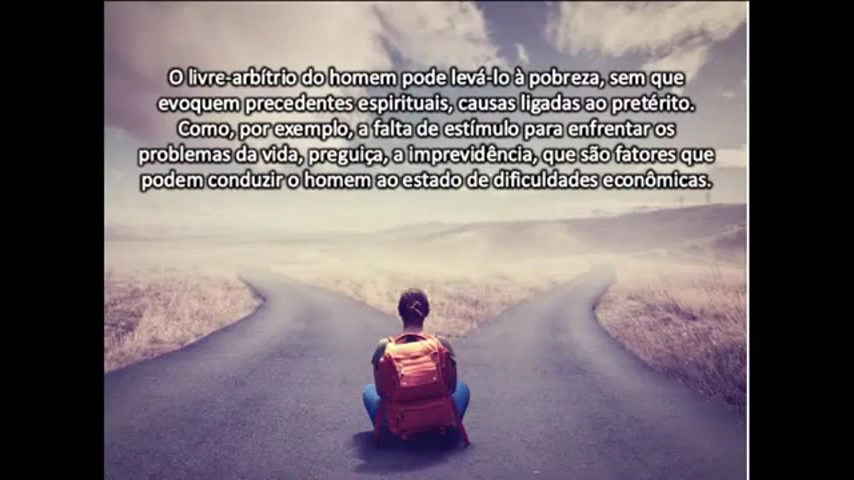 O livre-arbítrio do homem pode levá-lo à pobreza, sem que
evoquem precedentes espirituais, causas ligadas ao pretérito.
Como, por exemplo, a falta de estímulo para enfrentar os
problemas da vida, preguiça, a imprevidência, que são fatores que
podem conduzir o homem ao estado de dificuldades econômicas.